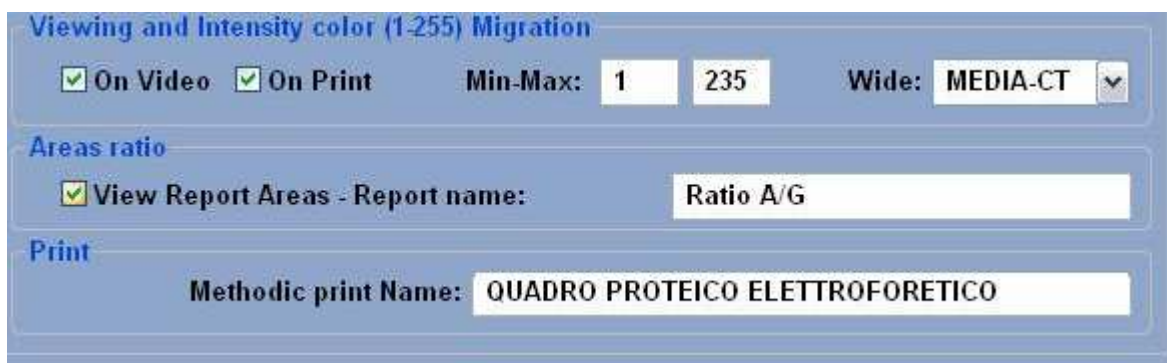 Viewing and Intensity color (1-255) Migration
On Video On Print Min-Max: 1 235 Wide: MEDIA-CT
Areas ratio
View Report Areas - Report name: Ratio A/G
Print
Methodic print Name: QUADRO PROTEICO ELETTROFORETICO